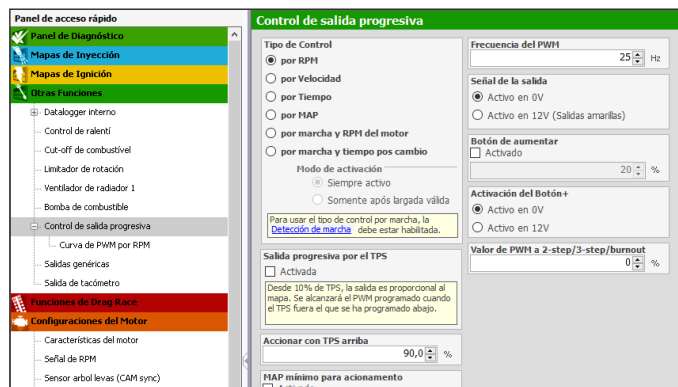 Panel de acceso rápido
Panel de Diagnóstico
Mapas de Inyección
Mapas de Ignición
Otras Funciones
Datalogger interno
Control de ralentí
Cut-off de combustível
Limitador de rotación
Ventilador de radiador 1
Bomba de combustible
Control de salida progresiva
Curva de PWM por RPM
Salidas genéricas
Salida de tacómetro
Funciones de Drag Race
Configuraciones del Motor
Características del motor
Señal de RPM
Sensor arbol levas (CAM sync)
Control de salida progresiva
Tipo de Control
por RPM
por Velocidad
por Tiempo
por MAP
por marcha y RPM del motor
por marcha y tiempo pos cambio
Modo de activación
Siempre activo
Somente após largada válida
Para usar el tipo de control por marcha, la
Detección de marcha debe estar habilitada.
Salida progresiva por el TPS
Activada
Desde 10% de TPS, la salida es proporcional al
mapa. Se alcanzará el PWM programado cuando
el TPS fuera el que se ha programado abajo.
Accionar con TPS arriba
90,0 %
MAP mínimo para acionamento
Frecuencia del PWM
25 Hz
Señal de la salida
Activo en 0V
Activo en 12V (Salidas amarillas)
Botón de aumentar
Activado
20 %
Activación del Botón+
Activo en 0V
Activo en 12V
Valor de PWM a 2-step/3-step/burnout
0 %